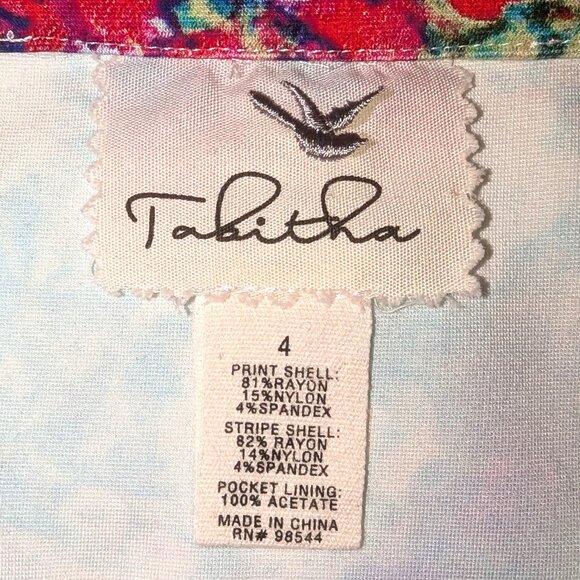 Tabitha
4
PRINT SHELL:
81%RAYON
15%NYLON
4%SPANDEX
STRIPE SHELL:
82% RAYON
14%NYLON
4%SPANDEX
POCKET LINING:
100% ACETATE
MADE IN CHINA
RN# 98544